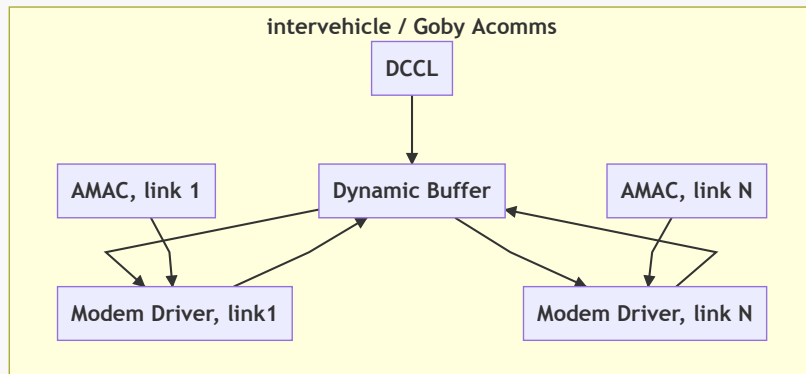 intervehicle / Goby Acomms
DCCL
AMAC, link 1
Dynamic Buffer
AMAC, link N
Modem Driver, link1
Modem Driver, link N